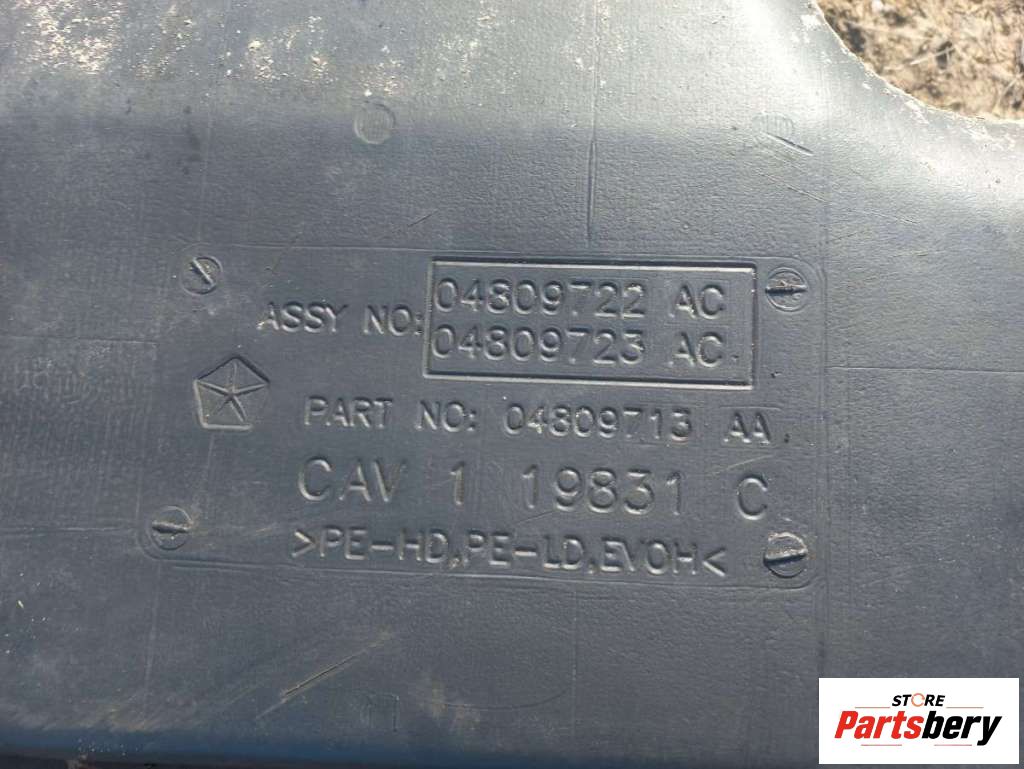 ASSY NO: 04809722 AC
04809723 AC
PART NO: 04809713 AA
CAV 1 19831 C
>PE-HD,PE-LD,EVOH<
STORE
Partsbery